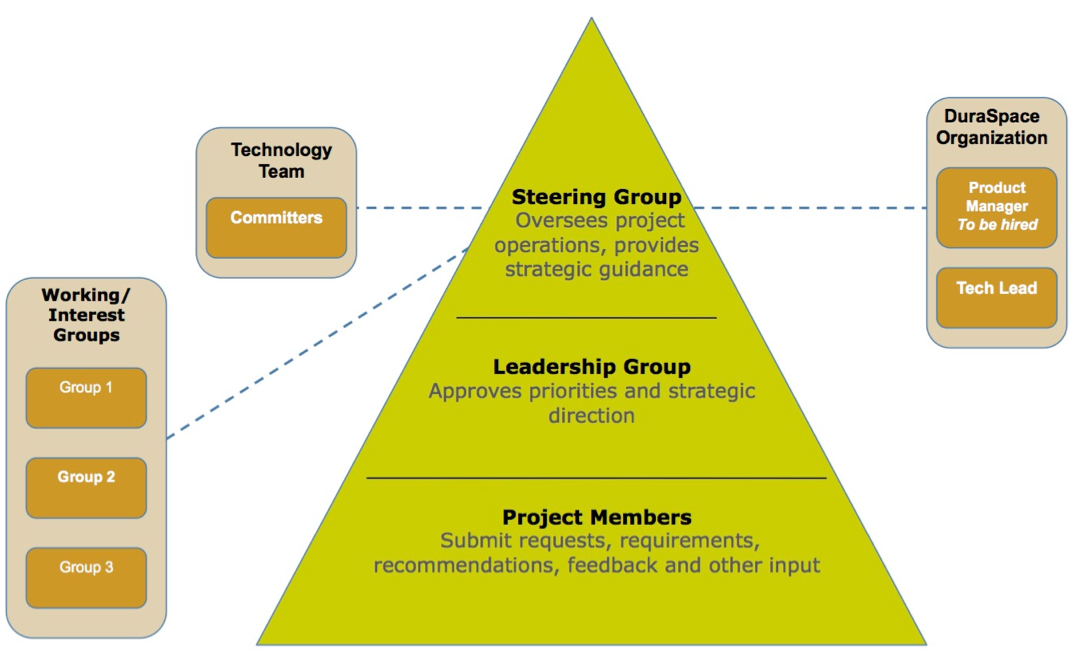 DuraSpace
Organization
Product
Manager
To be hired
Tech Lead
Technology
Team
Committers
Steering Group
Oversees project
operations, provides
strategic guidance
Working/
Interest
Groups
Group 1
Group 2
Group 3
Leadership Group
Approves priorities and strategic
direction
Project Members
Submit requests, requirements,
recommendations, feedback and other input